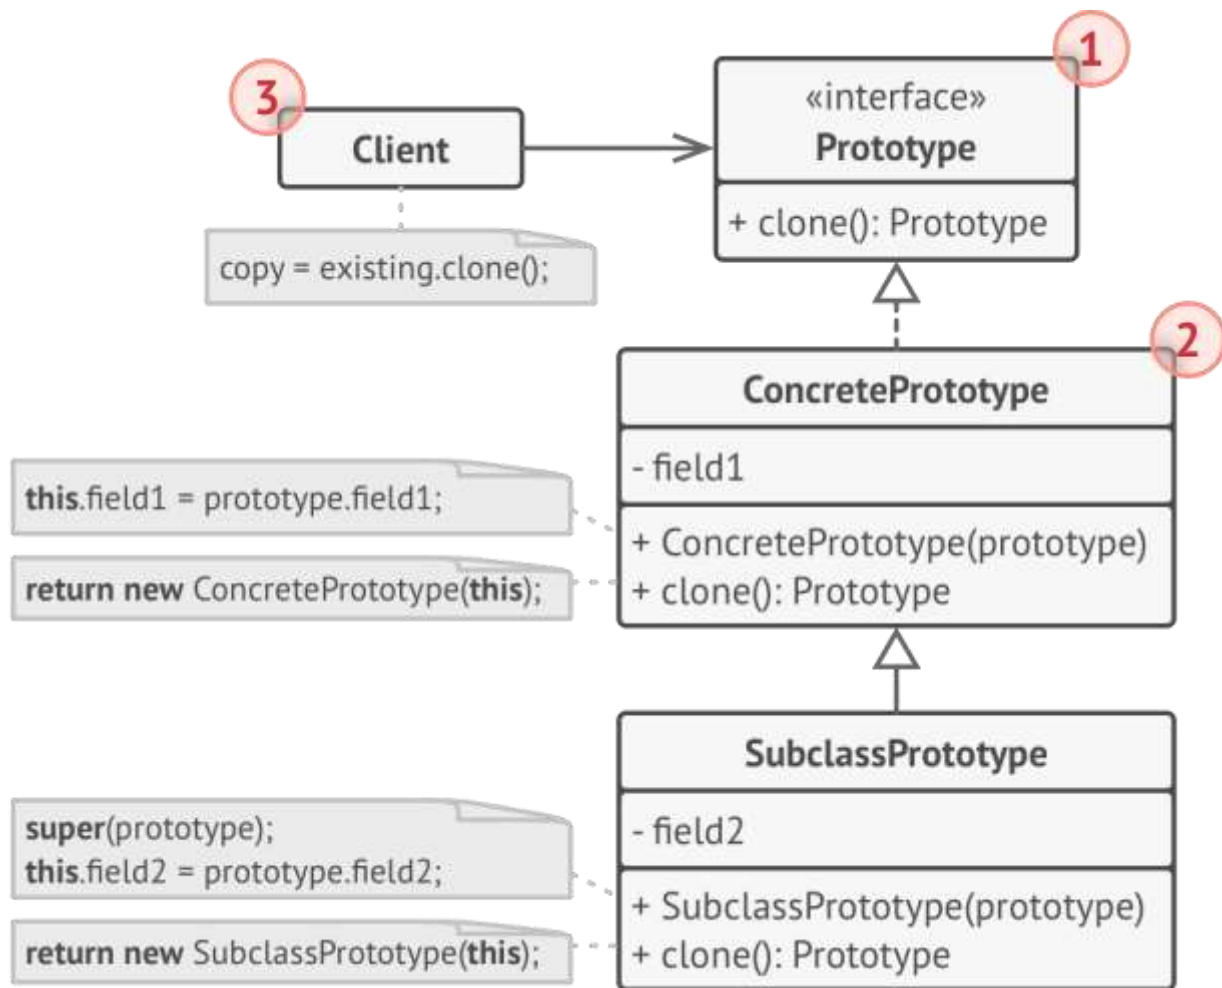 1
«interface»
Prototype
+ clone(): Prototype
3
Client
copy = existing.clone();
2
ConcretePrototype
- field1
+ ConcretePrototype(prototype)
+ clone(): Prototype
this.field1 = prototype.field1;
return new ConcretePrototype(this);
SubclassPrototype
- field2
+ SubclassPrototype(prototype)
+ clone(): Prototype
super(prototype);
this.field2 = prototype.field2;
return new SubclassPrototype(this);